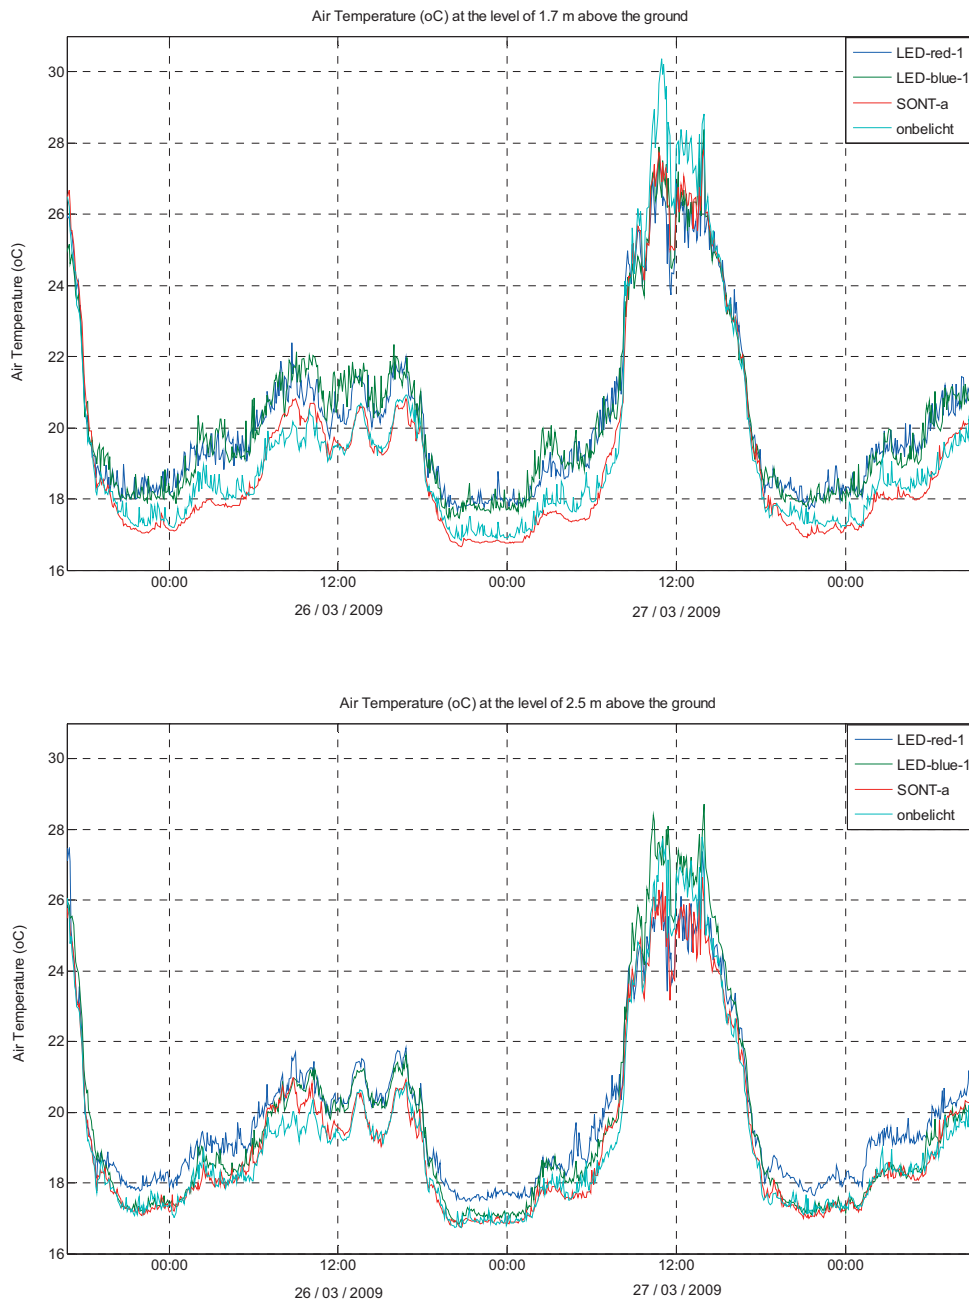 Air Temperature (oC) at the level of 1.7 m above the ground
30
28
26
24
22
20
18
16
Air Temperature (oC)
LED-red-1
LED-blue-1
SONT-a
onbelicht
00:00 12:00 00:00 12:00 00:00
26 / 03 / 2009 27 / 03 / 2009
Air Temperature (oC) at the level of 2.5 m above the ground
30
28
26
24
22
20
18
16
Air Temperature (oC)
LED-red-1
LED-blue-1
SONT-a
onbelicht
00:00 12:00 00:00 12:00 00:00
26 / 03 / 2009 27 / 03 / 2009